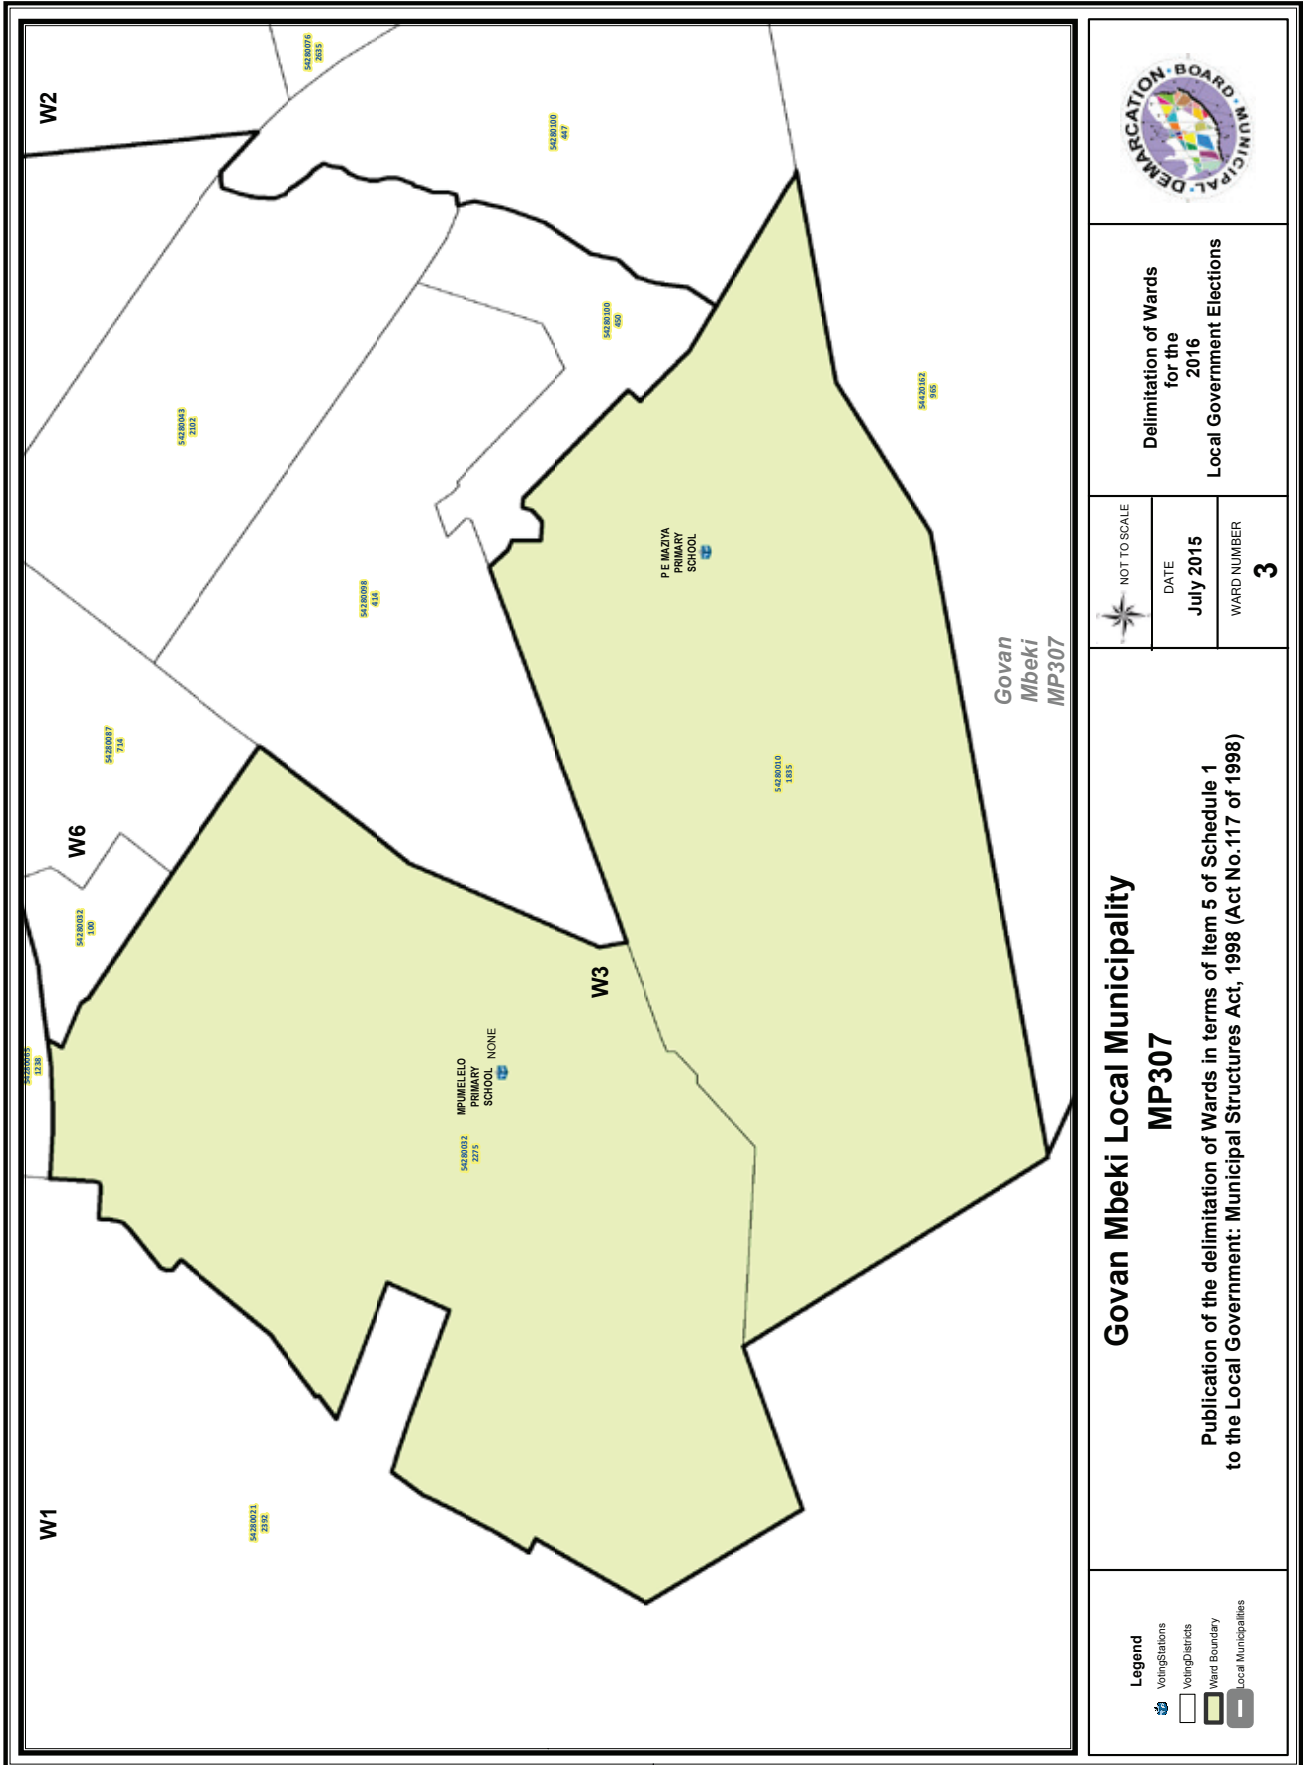 W1
W2
W6
W3
54280076
2635
54280100
447
54280043
2102
54280100
450
54420162
965
54280098
414
54280087
714
54280032
100
1238
54280032
2275
54280010
1835
54280021
2392
P E MAZIYA
PRIMARY
SCHOOL
MPUMELELO
PRIMARY
SCHOOL NONE
Govan
Mbeki
MP307
Legend
VotingStations
VotingDistricts
Ward Boundary
Local Municipalities
Govan Mbeki Local Municipality
MP307
Publication of the delimitation of Wards in terms of Item 5 of Schedule 1
to the Local Government: Municipal Structures Act, 1998 (Act No.117 of 1998)
NOT TO SCALE
DATE
July 2015
WARD NUMBER
3
Delimitation of Wards
for the
2016
Local Government Elections
MUNICIPAL • DEMARCATION • BOARD •